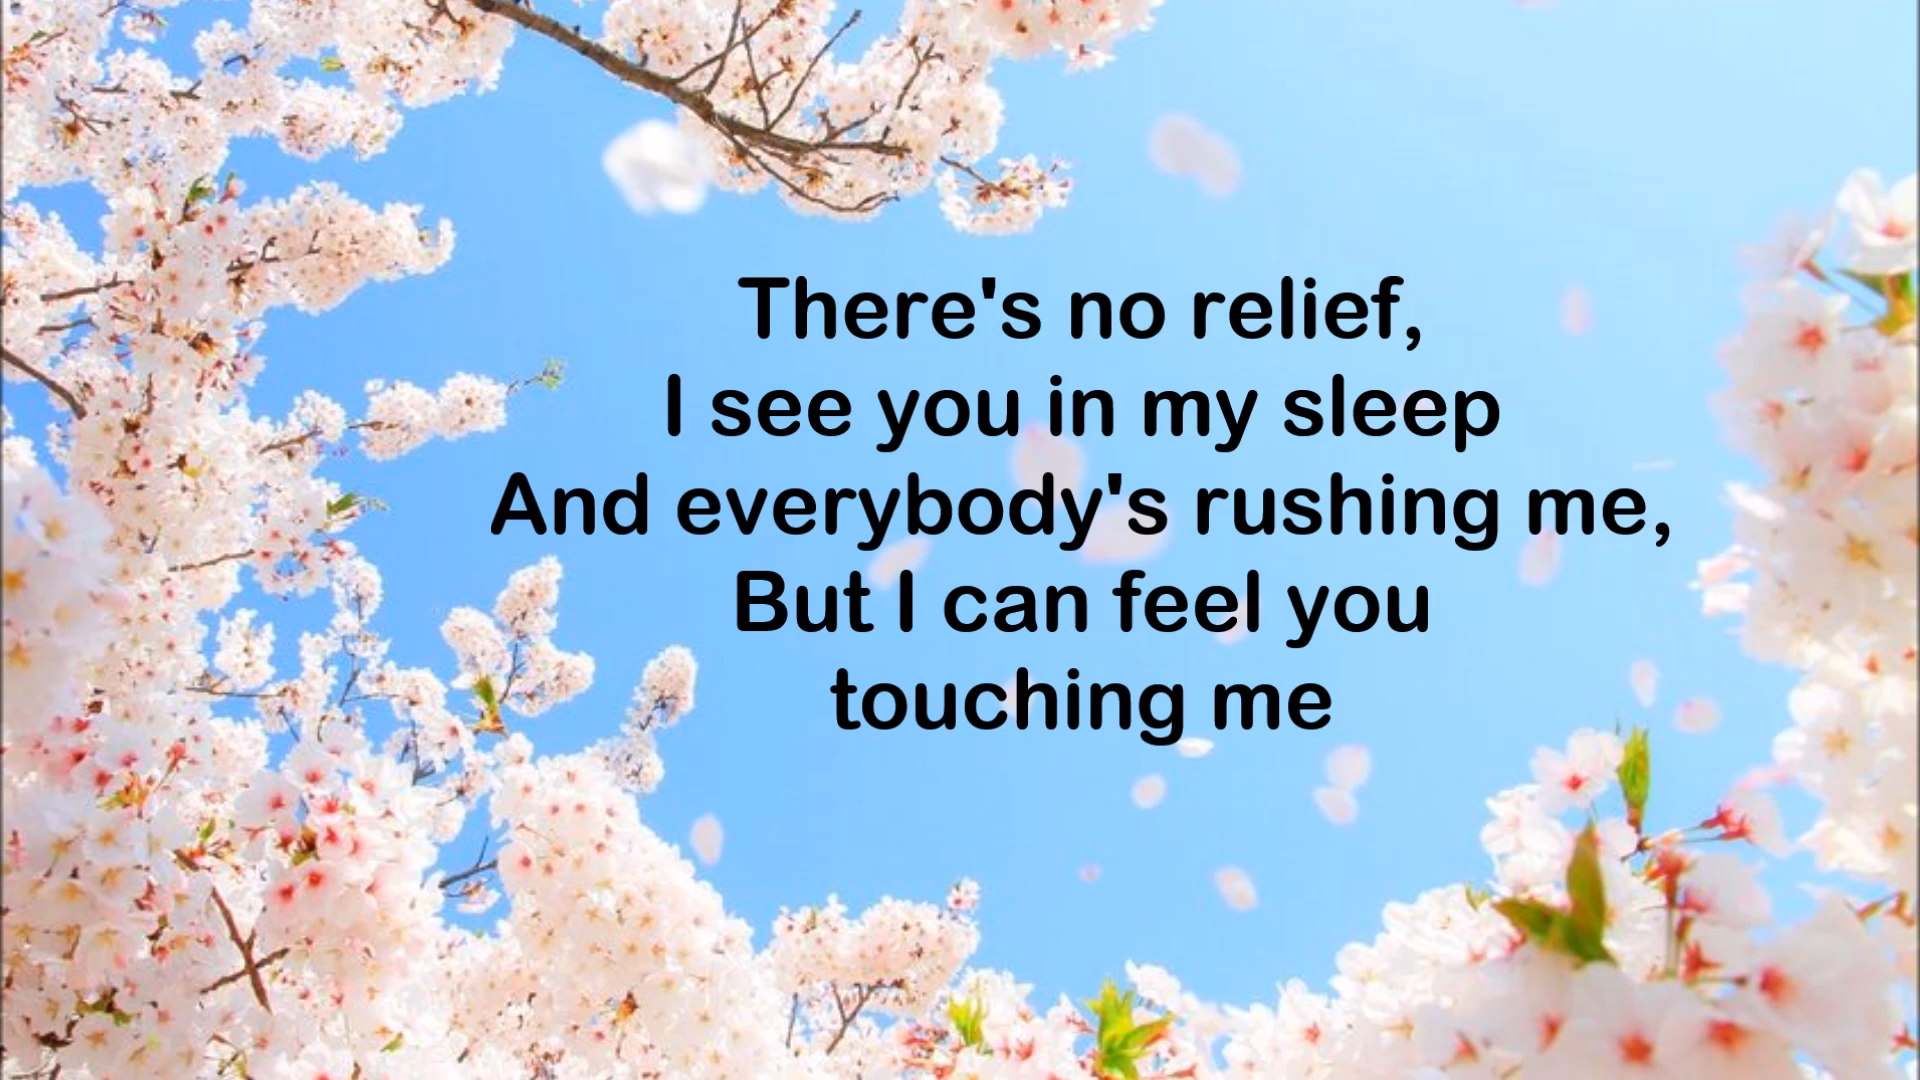 There's no relief,
I see you in my sleep
And everybody's rushing me,
But I can feel you
touching me